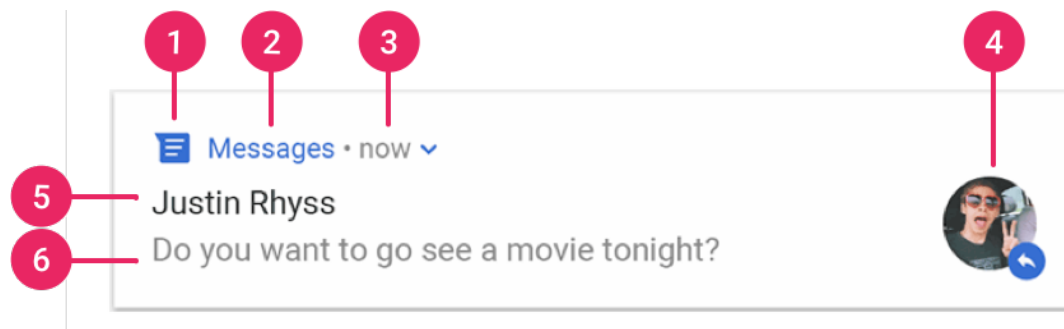 1 2 3 4
Messages • now
5 Justin Rhyss
6 Do you want to go see a movie tonight?